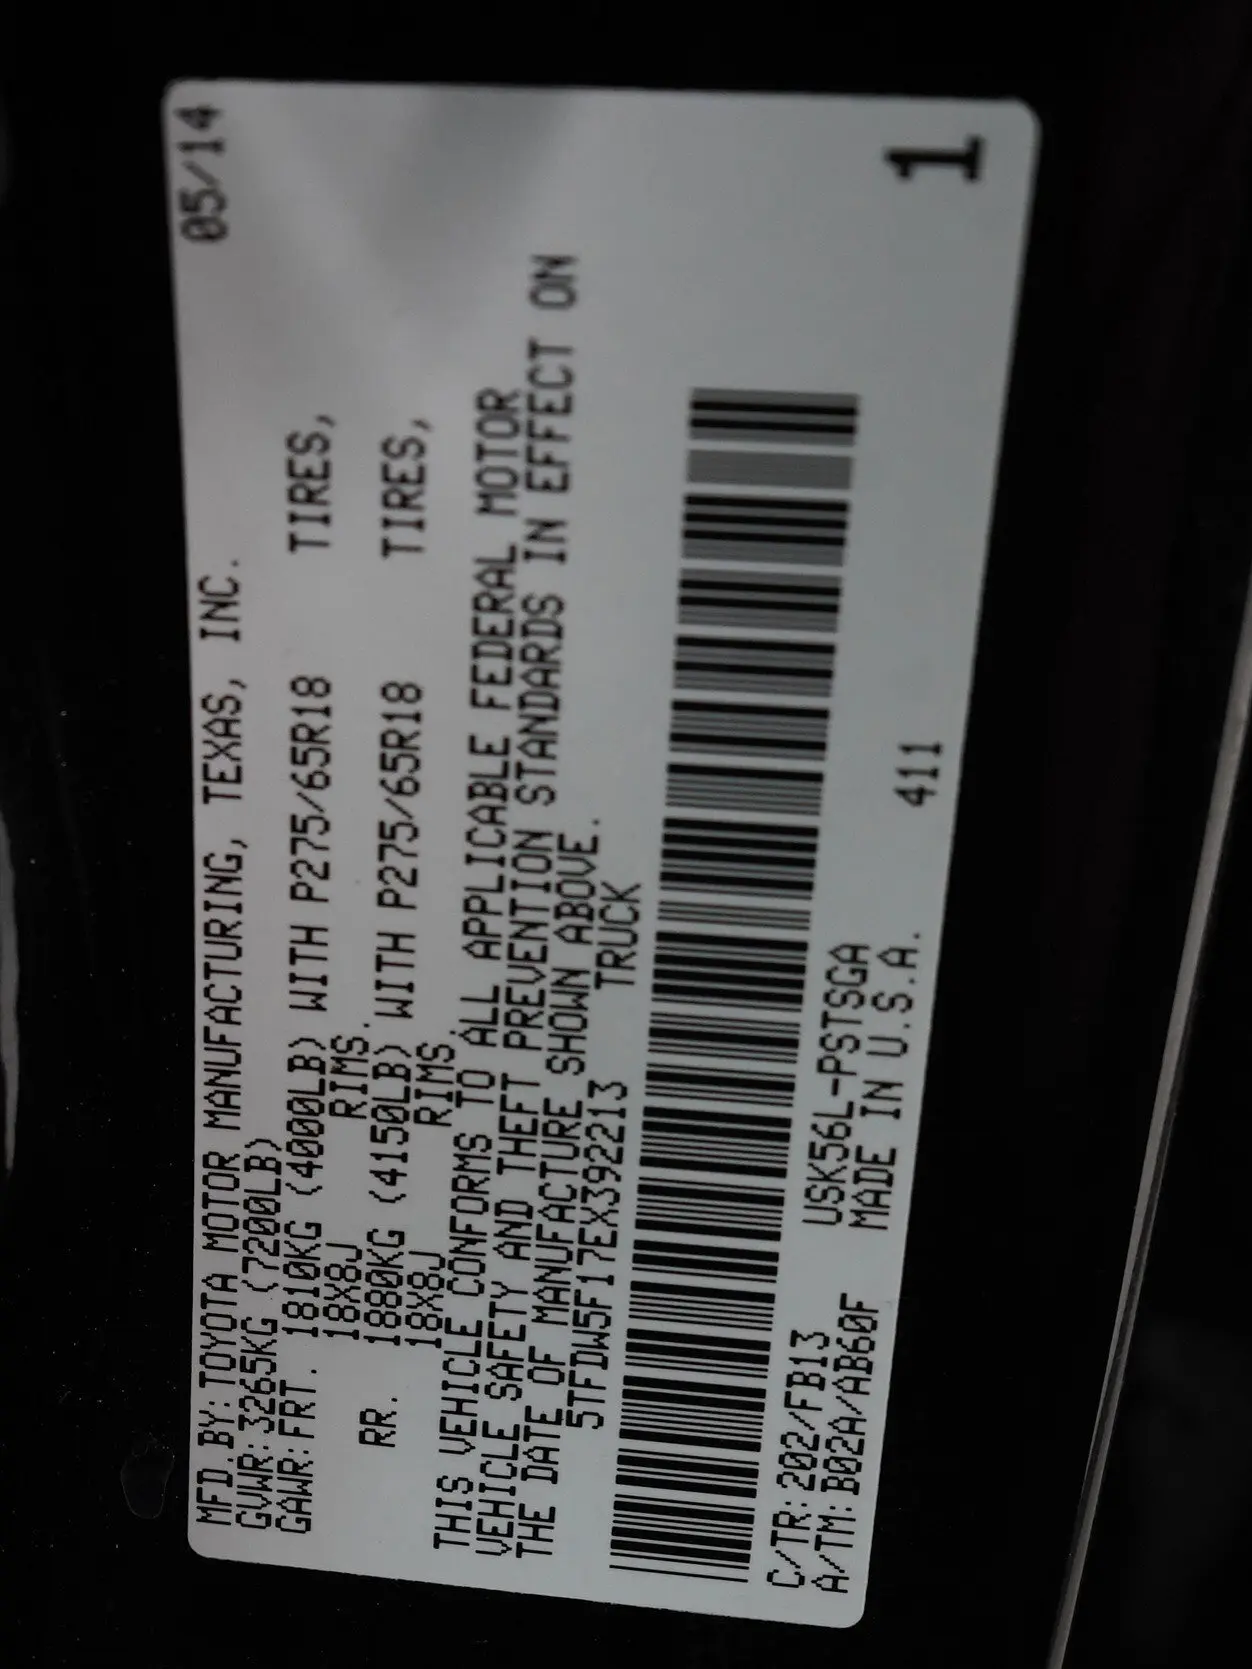 MFD.BY:TOYOTA MOTOR MANUFACTURING, TEXAS, INC. 05/14
GVWR:3265KG (7200LB)
GAWR:FRT. 1810KG (4000LB) WITH P275/65R18 TIRES,
18X8J RIMS.
RR. 1880KG (4150LB) WITH P275/65R18 TIRES,
18X8J RIMS.
THIS VEHICLE CONFORMS TO ALL APPLICABLE FEDERAL MOTOR
VEHICLE SAFETY AND THEFT PREVENTION STANDARDS IN EFFECT ON
THE DATE OF MANUFACTURE SHOWN ABOVE.
5TFDW5F17EX392213 TRUCK
C/TR:202/FB13 USK56L-PSTSGA
A/TM:B02A/AB60F MADE IN U.S.A. 411
1